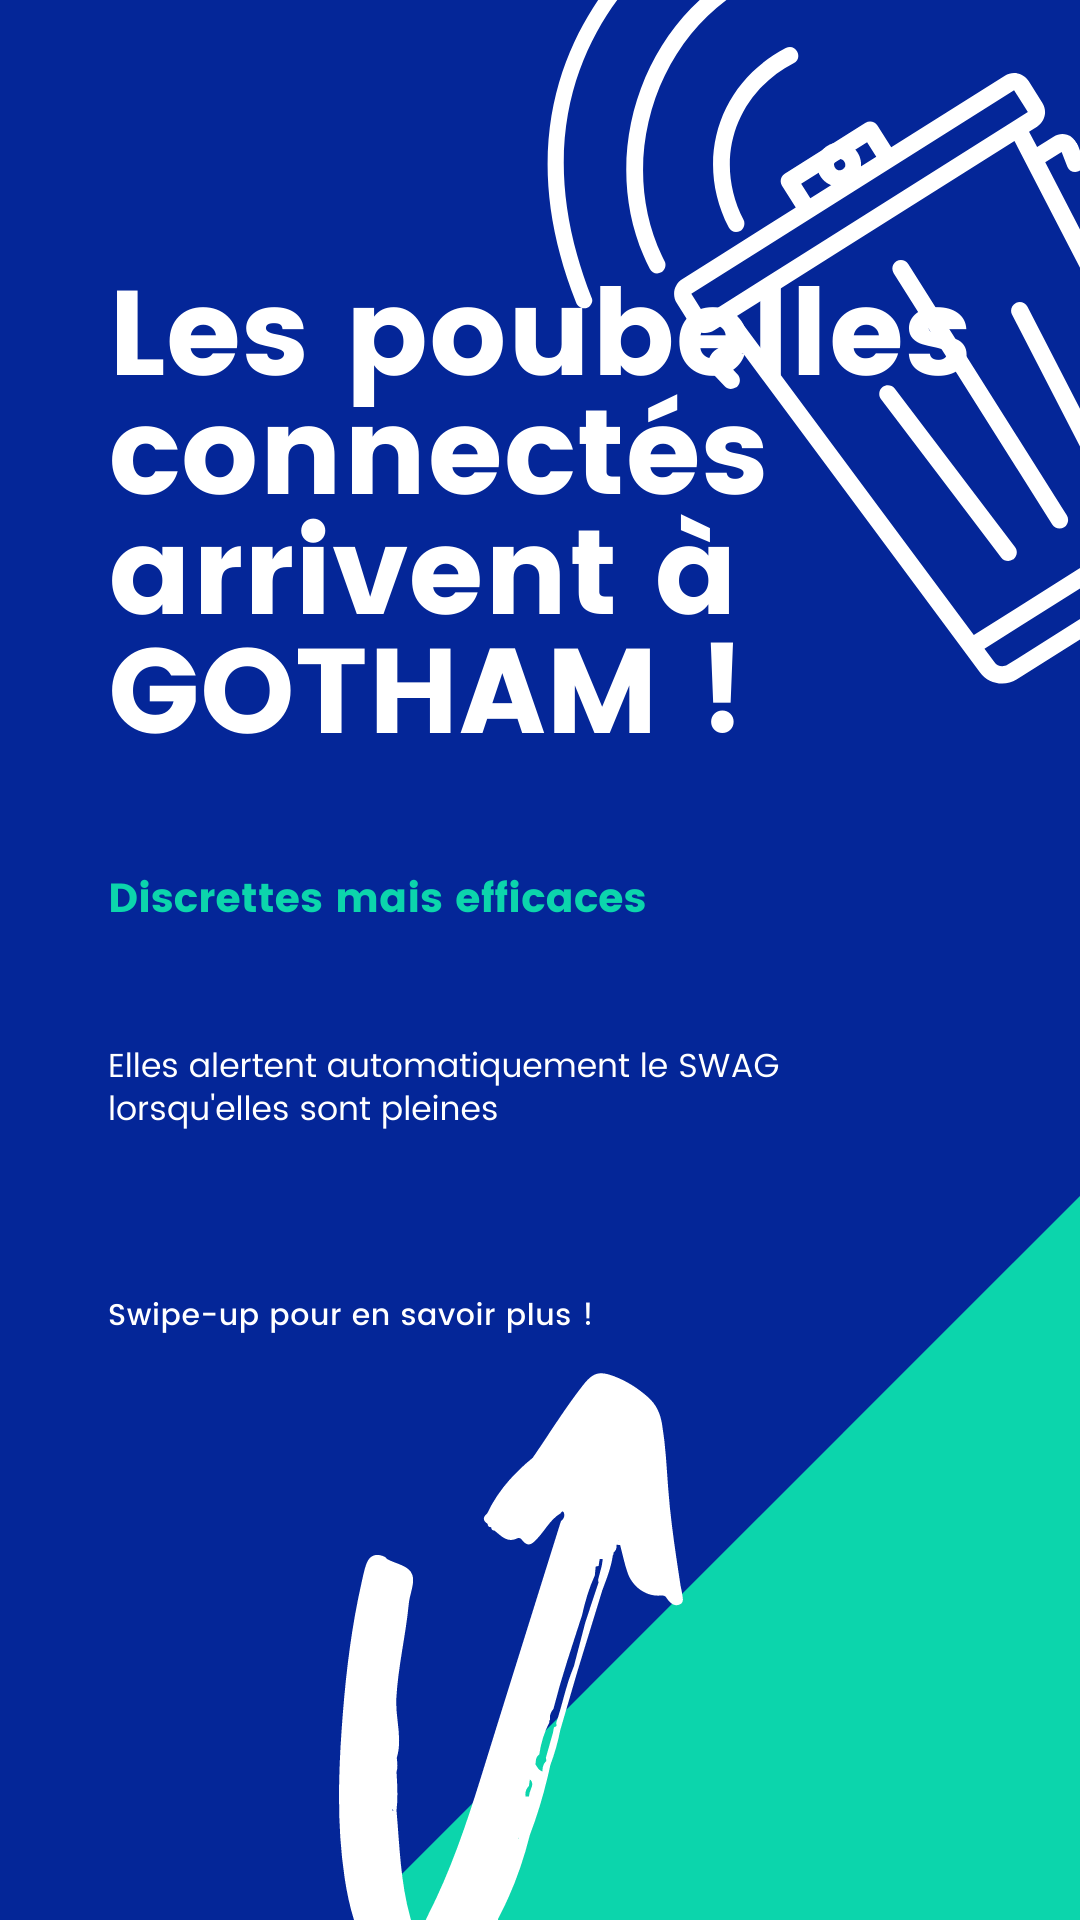 Les poubelles
connectés
arrivent à
GOTHAM !
Discrettes mais efficaces
Elles alertent automatiquement le SWAG
lorsqu'elles sont pleines
Swipe-up pour en savoir plus !